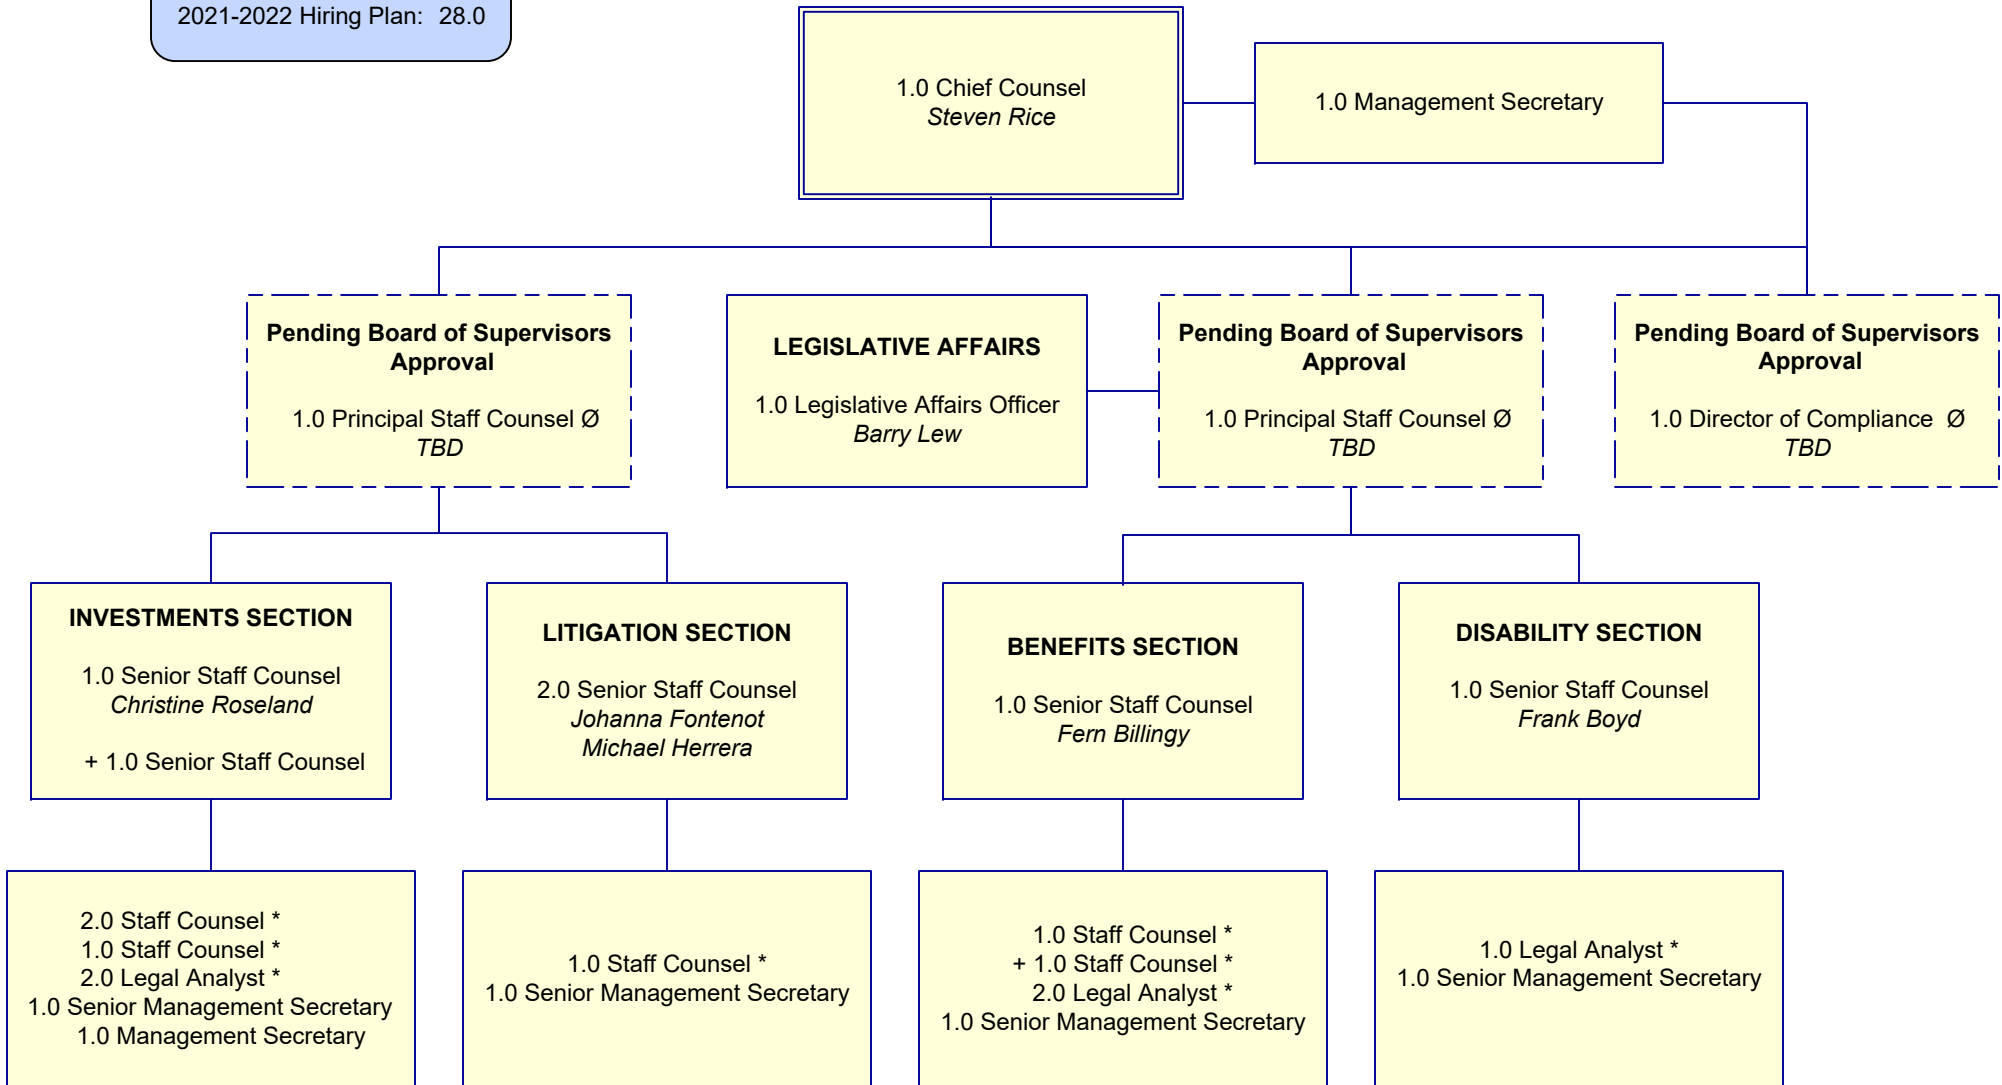 2021-2022 Hiring Plan: 28.0
1.0 Chief Counsel
Steven Rice
1.0 Management Secretary
Pending Board of Supervisors
Approval
1.0 Principal Staff Counsel Ø
TBD
LEGISLATIVE AFFAIRS
1.0 Legislative Affairs Officer
Barry Lew
Pending Board of Supervisors
Approval
1.0 Principal Staff Counsel Ø
TBD
Pending Board of Supervisors
Approval
1.0 Director of Compliance Ø
TBD
INVESTMENTS SECTION
1.0 Senior Staff Counsel
Christine Roseland
+ 1.0 Senior Staff Counsel
LITIGATION SECTION
2.0 Senior Staff Counsel
Johanna Fontenot
Michael Herrera
BENEFITS SECTION
1.0 Senior Staff Counsel
Fern Billingy
DISABILITY SECTION
1.0 Senior Staff Counsel
Frank Boyd
2.0 Staff Counsel *
1.0 Staff Counsel *
2.0 Legal Analyst *
1.0 Senior Management Secretary
1.0 Management Secretary
1.0 Staff Counsel *
1.0 Senior Management Secretary
1.0 Staff Counsel *
+ 1.0 Staff Counsel *
2.0 Legal Analyst *
1.0 Senior Management Secretary
1.0 Legal Analyst *
1.0 Senior Management Secretary